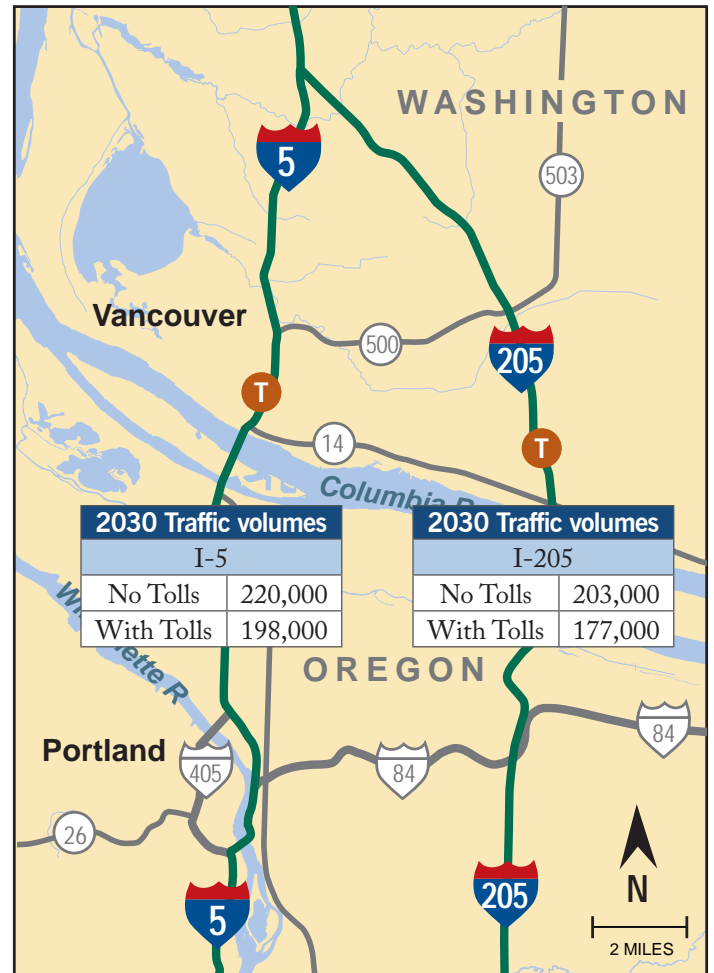 WASHINGTON
5
503
Vancouver
500
205
T
T
14
Columbia
2030 Traffic volumes
I-5
No Tolls 220,000
With Tolls 198,000
2030 Traffic volumes
I-205
No Tolls 203,000
With Tolls 177,000
OREGON
R
Portland
405
84
84
26
5
205
N
2 MILES